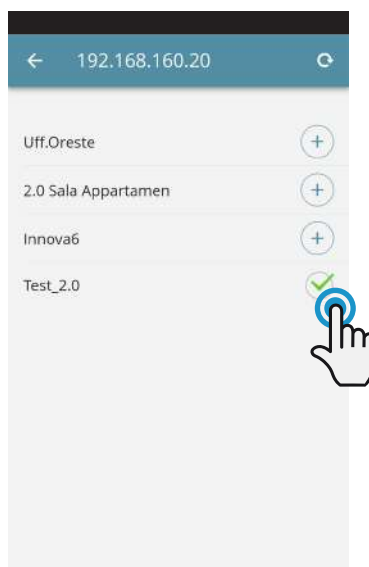 192.168.160.20
Uff.Oreste
2.0 Sala Appartamen
Innova6
Test_2.0